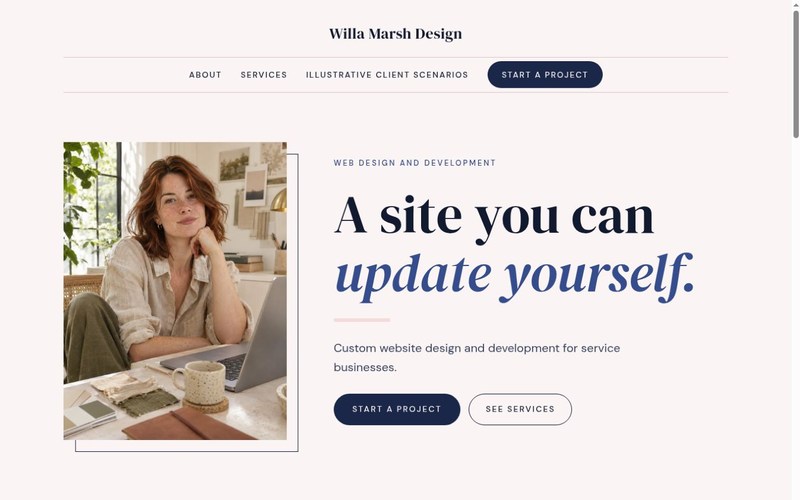 Willa Marsh Design
ABOUT
SERVICES
ILLUSTRATIVE CLIENT SCENARIOS
START A PROJECT
WEB DESIGN AND DEVELOPMENT
A site you can
update yourself.
Custom website design and development for service
businesses.
START A PROJECT
SEE SERVICES